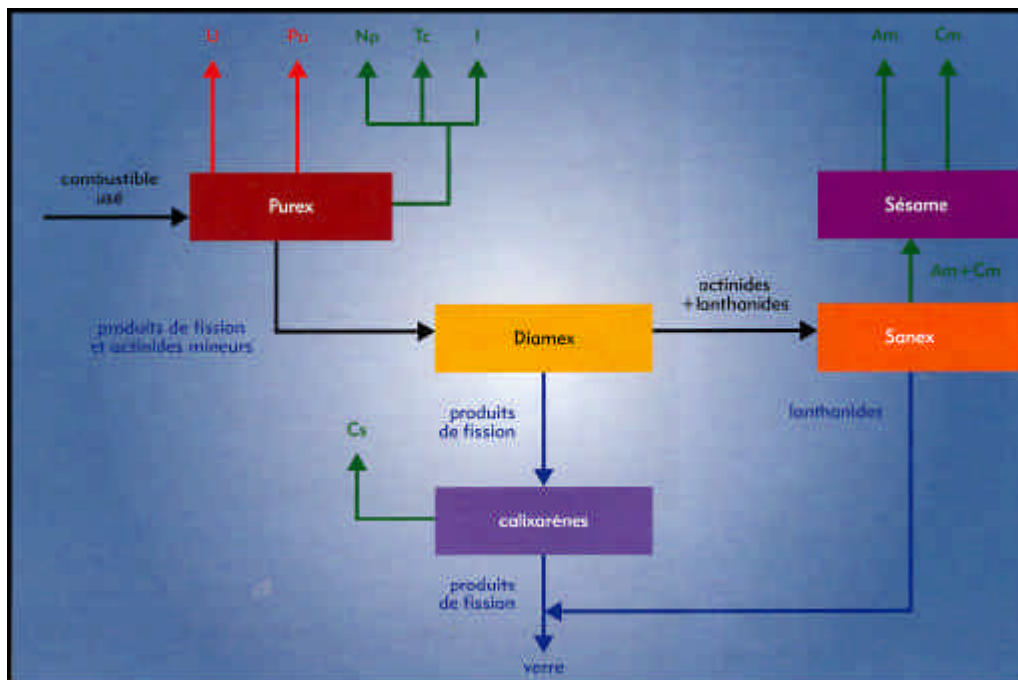 U Pu Np Tc I Am Cm
combustible
usé
Purex
Sésame
Am+Cm
actinides
+lanthanides
produits de fission
et actinides mineurs
Diamex
Sanex
produits
de fission
lanthanides
Cs
calixarènes
produits
de fission
verre